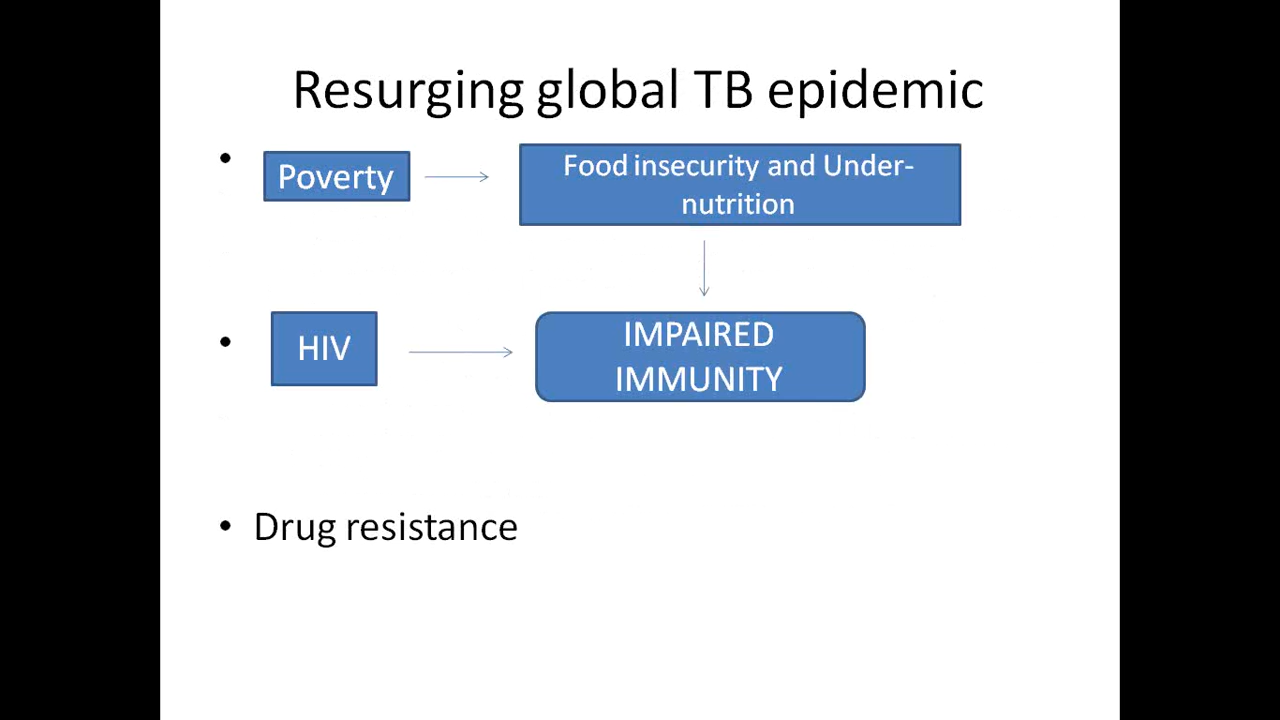 Resurging global TB epidemic
• Poverty
Food insecurity and Under-
nutrition
• HIV
IMPAIRED
IMMUNITY
• Drug resistance